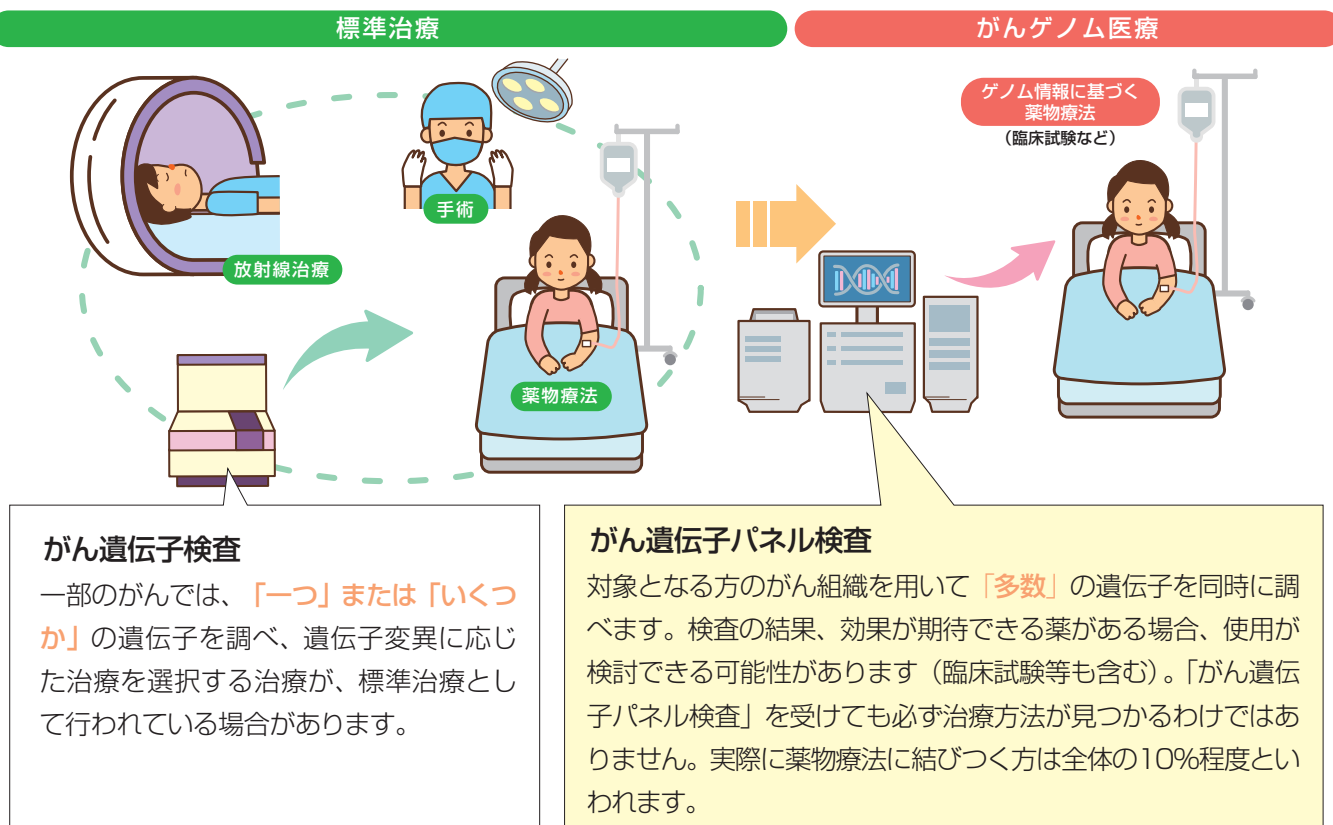 標準治療
がんゲノム医療
ゲノム情報に基づく
薬物療法
（臨床試験など）
手術
放射線治療
薬物療法
がん遺伝子検査
一部のがんでは、「一つ」または「いくつ
か」の遺伝子を調べ、遺伝子変異に応じ
た治療を選択する治療が、標準治療とし
て行われている場合があります。
がん遺伝子パネル検査
対象となる方のがん組織を用いて「多数」の遺伝子を同時に調
べます。検査の結果、効果が期待できる薬がある場合、使用が
検討できる可能性があります（臨床試験等も含む）。「がん遺伝
子パネル検査」を受けても必ず治療方法が見つかるわけではあ
りません。実際に薬物療法に結びつく方は全体の10%程度とい
われます。